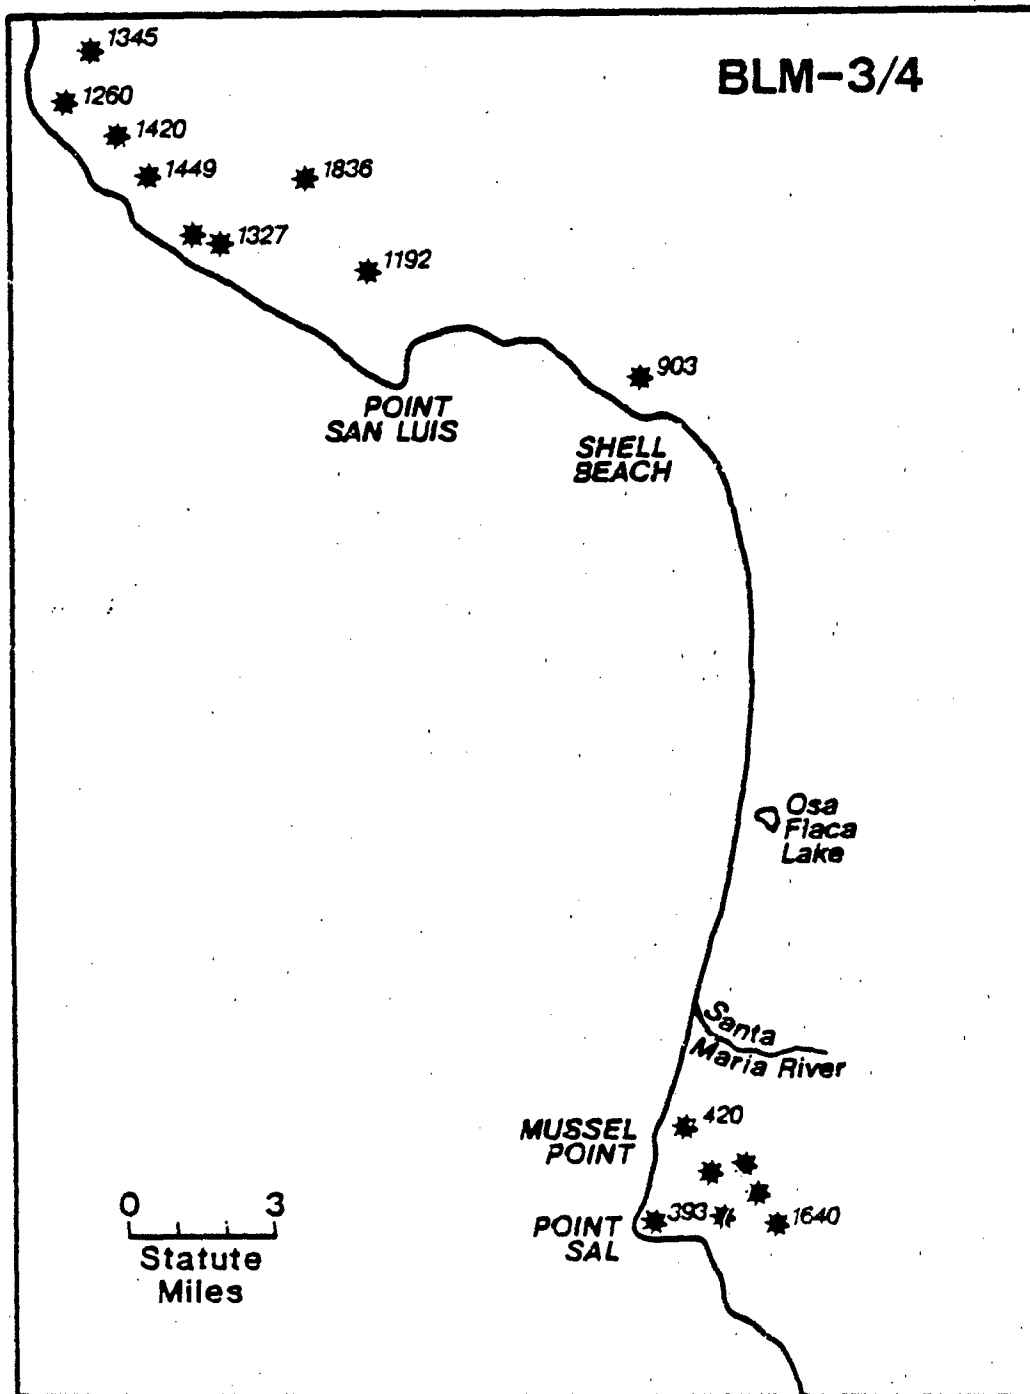 1345
BLM-3/4
1260
1420
1449
1836
1327
1192
903
POINT
SAN LUIS
SHELL
BEACH
Osa
Flaca
Lake
Santa
Maria River
420
MUSSEL
POINT
0 3
Statute
Miles
393
1640
POINT
SAL